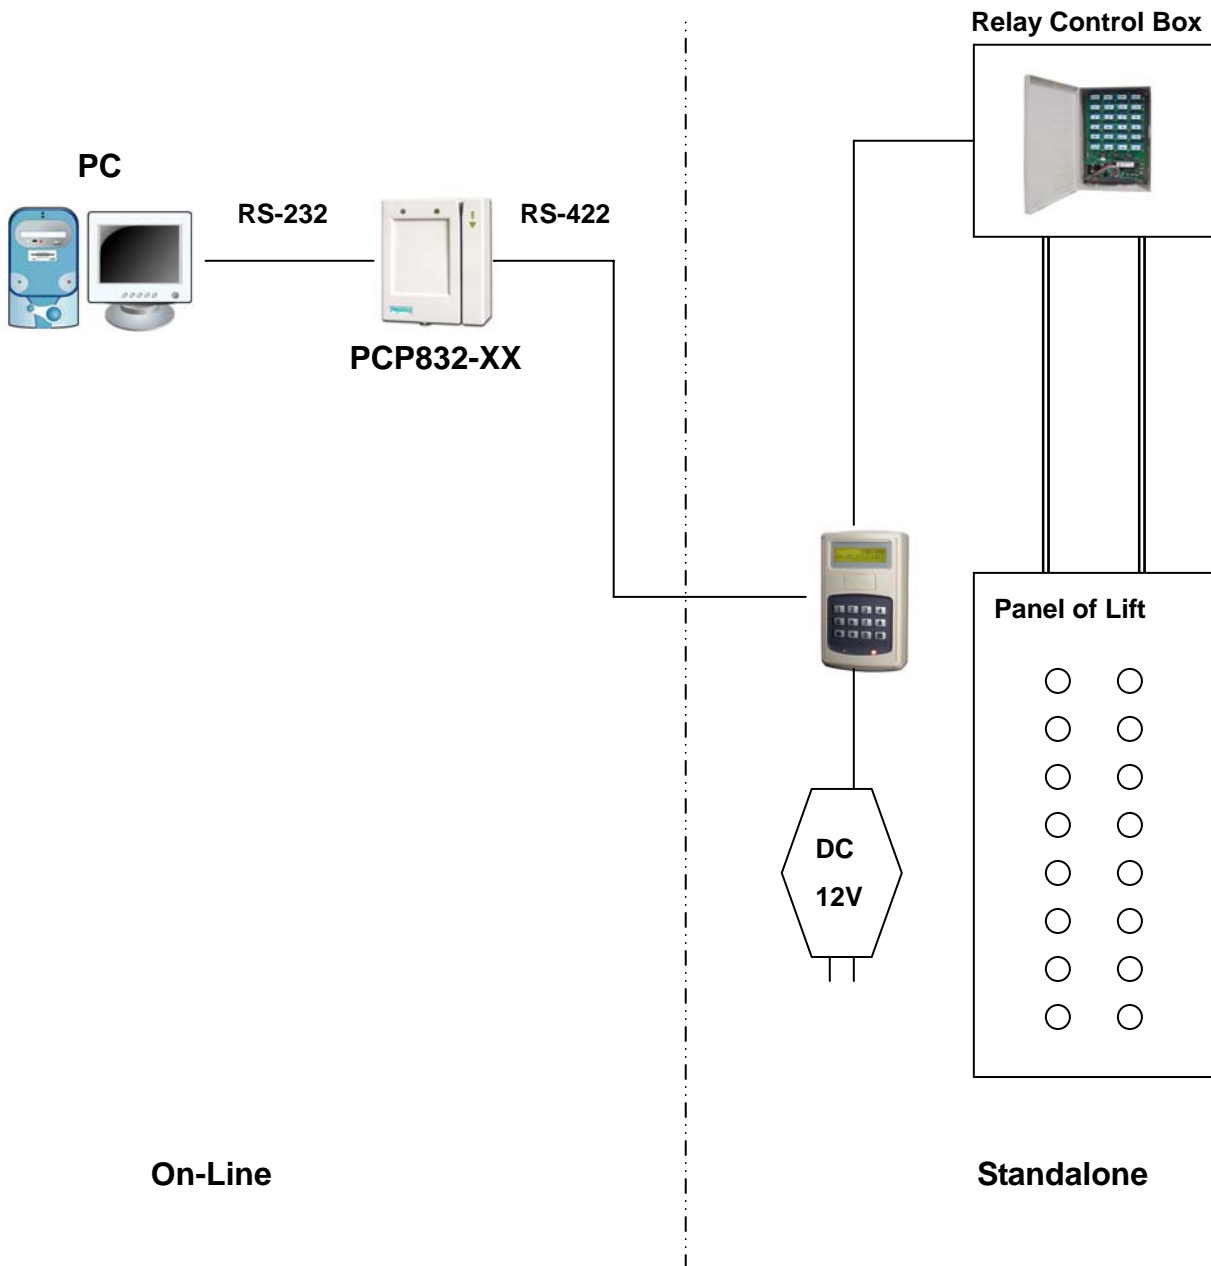 Relay Control Box
PC
RS-232
RS-422
PCP832-XX
Panel of Lift
DC
12V
On-Line
Standalone